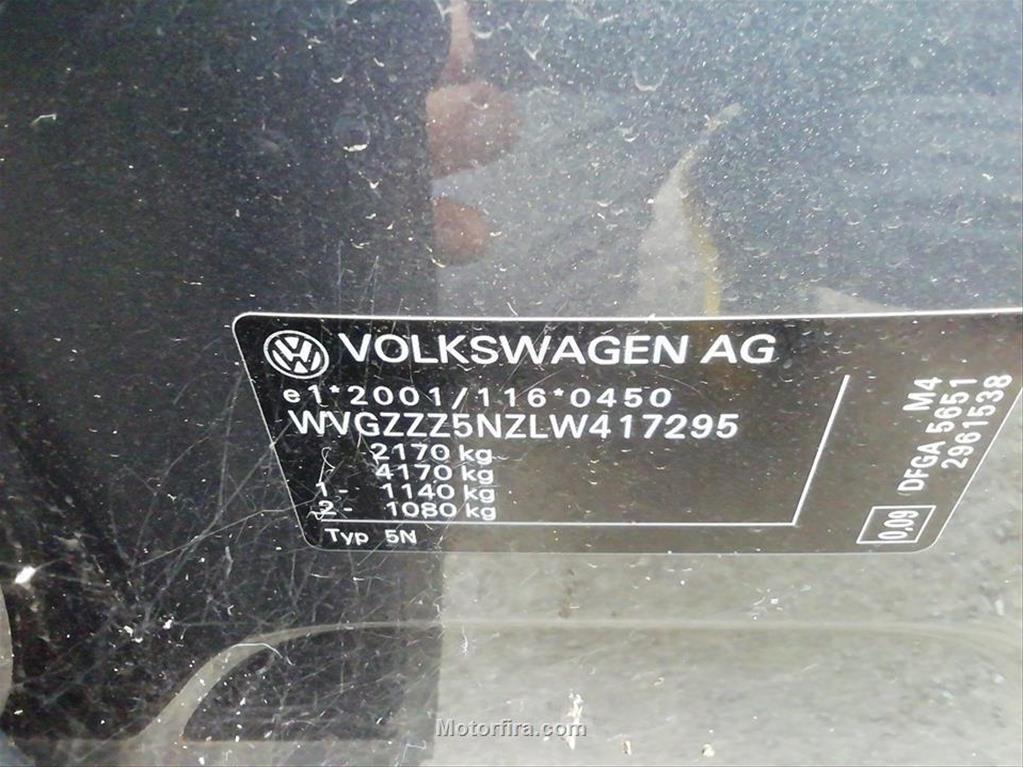 VOLKSWAGEN AG
e1*2001/116*0450
WVGZZZ5NZLW417295
2170 kg
4170 kg
1- 1140 kg
2- 1080 kg
Typ 5N
M4
DFGA 5651
2961538
0,09
Motorfira.com